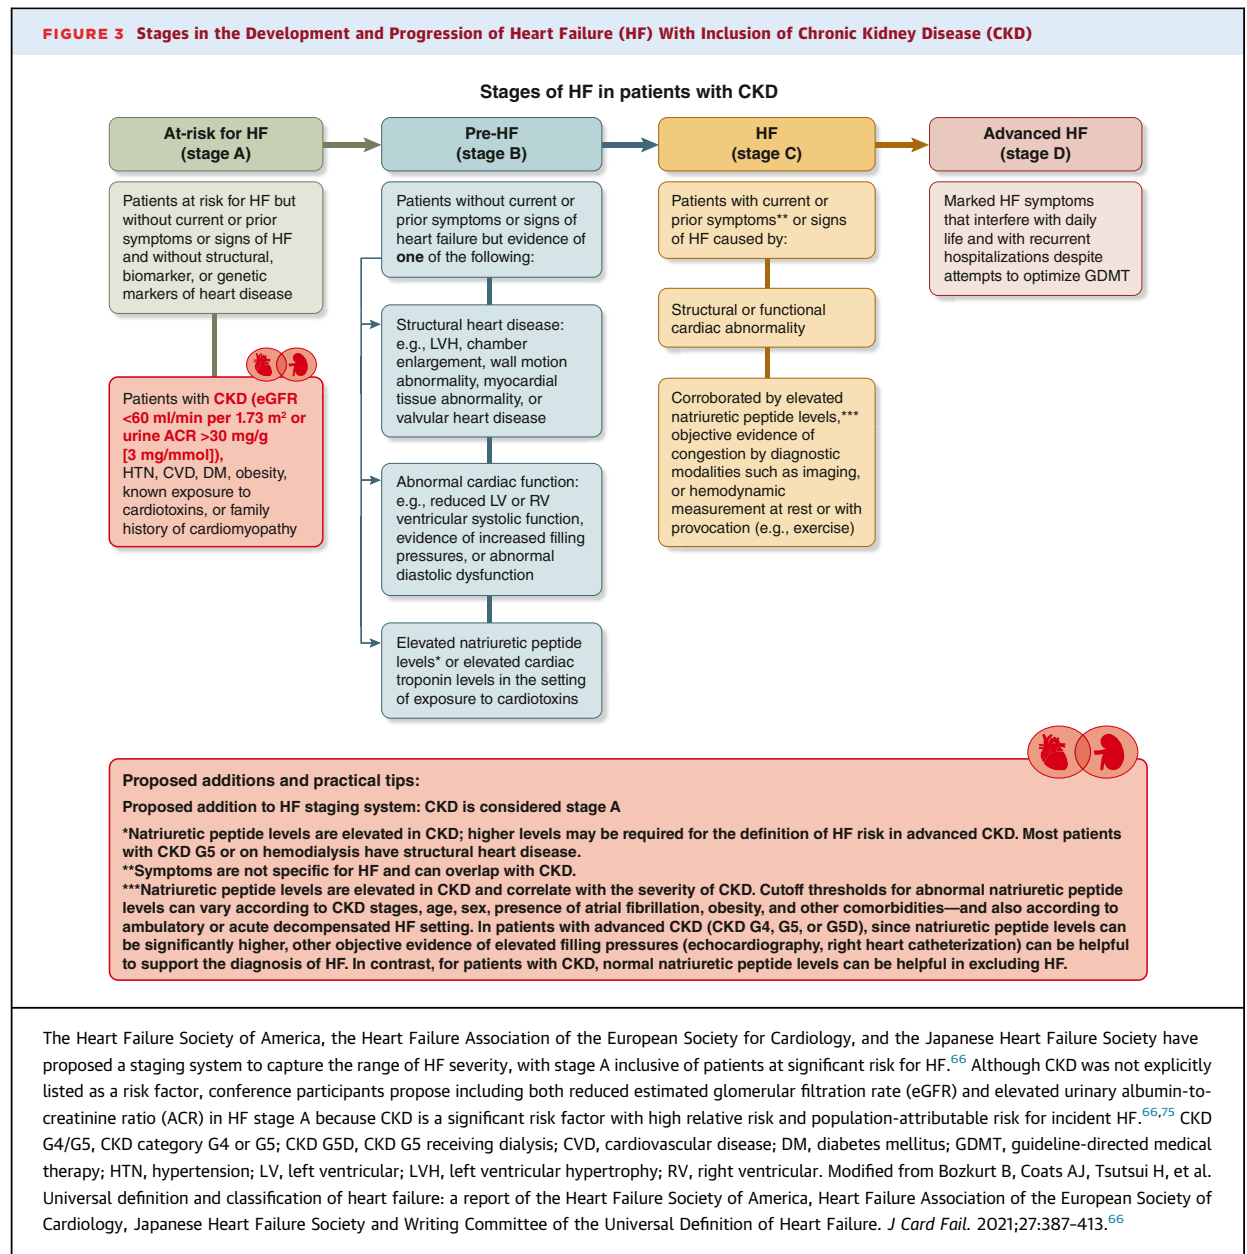 FIGURE 3 Stages in the Development and Progression of Heart Failure (HF) With Inclusion of Chronic Kidney Disease (CKD)
Stages of HF in patients with CKD
At-risk for HF
(stage A)
Patients at risk for HF but
without current or prior
symptoms or signs of HF
and without structural,
biomarker, or genetic
markers of heart disease
Patients with CKD (eGFR
<60 ml/min per 1.73 m² or
urine ACR >30 mg/g
[3 mg/mmol]),
HTN, CVD, DM, obesity,
known exposure to
cardiotoxins, or family
history of cardiomyopathy
Pre-HF
(stage B)
Patients without current or
prior symptoms or signs of
heart failure but evidence of
one of the following:
Structural heart disease:
e.g., LVH, chamber
enlargement, wall motion
abnormality, myocardial
tissue abnormality, or
valvular heart disease
Abnormal cardiac function:
e.g., reduced LV or RV
ventricular systolic function,
evidence of increased filling
pressures, or abnormal
diastolic dysfunction
Elevated natriuretic peptide
levels* or elevated cardiac
troponin levels in the setting
of exposure to cardiotoxins
HF
(stage C)
Patients with current or
prior symptoms** or signs
of HF caused by:
Structural or functional
cardiac abnormality
Corroborated by elevated
natriuretic peptide levels,***
objective evidence of
congestion by diagnostic
modalities such as imaging,
or hemodynamic
measurement at rest or with
provocation (e.g., exercise)
Advanced HF
(stage D)
Marked HF symptoms
that interfere with daily
life and with recurrent
hospitalizations despite
attempts to optimize GDMT
Proposed additions and practical tips:
Proposed addition to HF staging system: CKD is considered stage A
*Natriuretic peptide levels are elevated in CKD; higher levels may be required for the definition of HF risk in advanced CKD. Most patients
with CKD G5 or on hemodialysis have structural heart disease.
**Symptoms are not specific for HF and can overlap with CKD.
***Natriuretic peptide levels are elevated in CKD and correlate with the severity of CKD. Cutoff thresholds for abnormal natriuretic peptide
levels can vary according to CKD stages, age, sex, presence of atrial fibrillation, obesity, and other comorbidities—and also according to
ambulatory or acute decompensated HF setting. In patients with advanced CKD (CKD G4, G5, or G5D), since natriuretic peptide levels can
be significantly higher, other objective evidence of elevated filling pressures (echocardiography, right heart catheterization) can be helpful
to support the diagnosis of HF. In contrast, for patients with CKD, normal natriuretic peptide levels can be helpful in excluding HF.
The Heart Failure Society of America, the Heart Failure Association of the European Society for Cardiology, and the Japanese Heart Failure Society have
proposed a staging system to capture the range of HF severity, with stage A inclusive of patients at significant risk for HF.66 Although CKD was not explicitly
listed as a risk factor, conference participants propose including both reduced estimated glomerular filtration rate (eGFR) and elevated urinary albumin-to-
creatinine ratio (ACR) in HF stage A because CKD is a significant risk factor with high relative risk and population-attributable risk for incident HF.66,75 CKD
G4/G5, CKD category G4 or G5; CKD G5D, CKD G5 receiving dialysis; CVD, cardiovascular disease; DM, diabetes mellitus; GDMT, guideline-directed medical
therapy; HTN, hypertension; LV, left ventricular; LVH, left ventricular hypertrophy; RV, right ventricular. Modified from Bozkurt B, Coats AJ, Tsutsui H, et al.
Universal definition and classification of heart failure: a report of the Heart Failure Society of America, Heart Failure Association of the European Society of
Cardiology, Japanese Heart Failure Society and Writing Committee of the Universal Definition of Heart Failure. J Card Fail. 2021;27:387–413.66